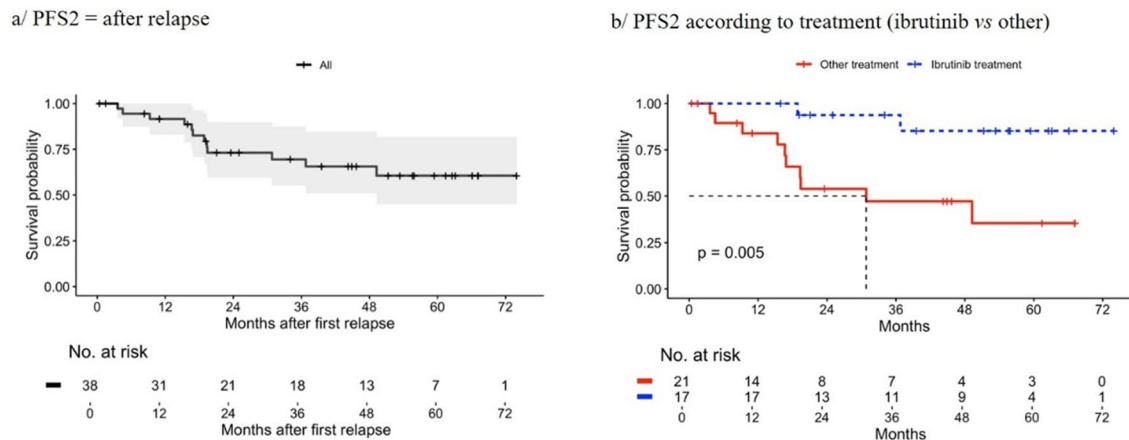 a/ PFS2 = after relapse
All
Survival probability
1.00
0.75
0.50
0.25
0.00
0 12 24 36 48 60 72
Months after first relapse
No. at risk
38 31 21 18 13 7 1
0 12 24 36 48 60 72
Months after first relapse
b/ PFS2 according to treatment (ibrutinib vs other)
Other treatment Ibrutinib treatment
Survival probability
1.00
0.75
0.50
0.25
0.00
p = 0.005
0 12 24 36 48 60 72
Months
No. at risk
21 14 8 7 4 3 0
17 17 13 11 9 4 1
0 12 24 36 48 60 72
Months